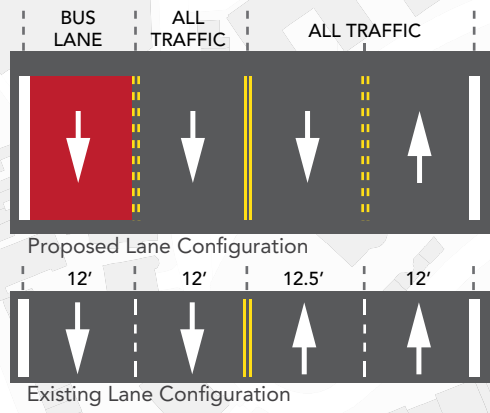 BUS
LANE
ALL
TRAFFIC
ALL TRAFFIC
Proposed Lane Configuration
12’ 12’ 12.5’ 12’
Existing Lane Configuration